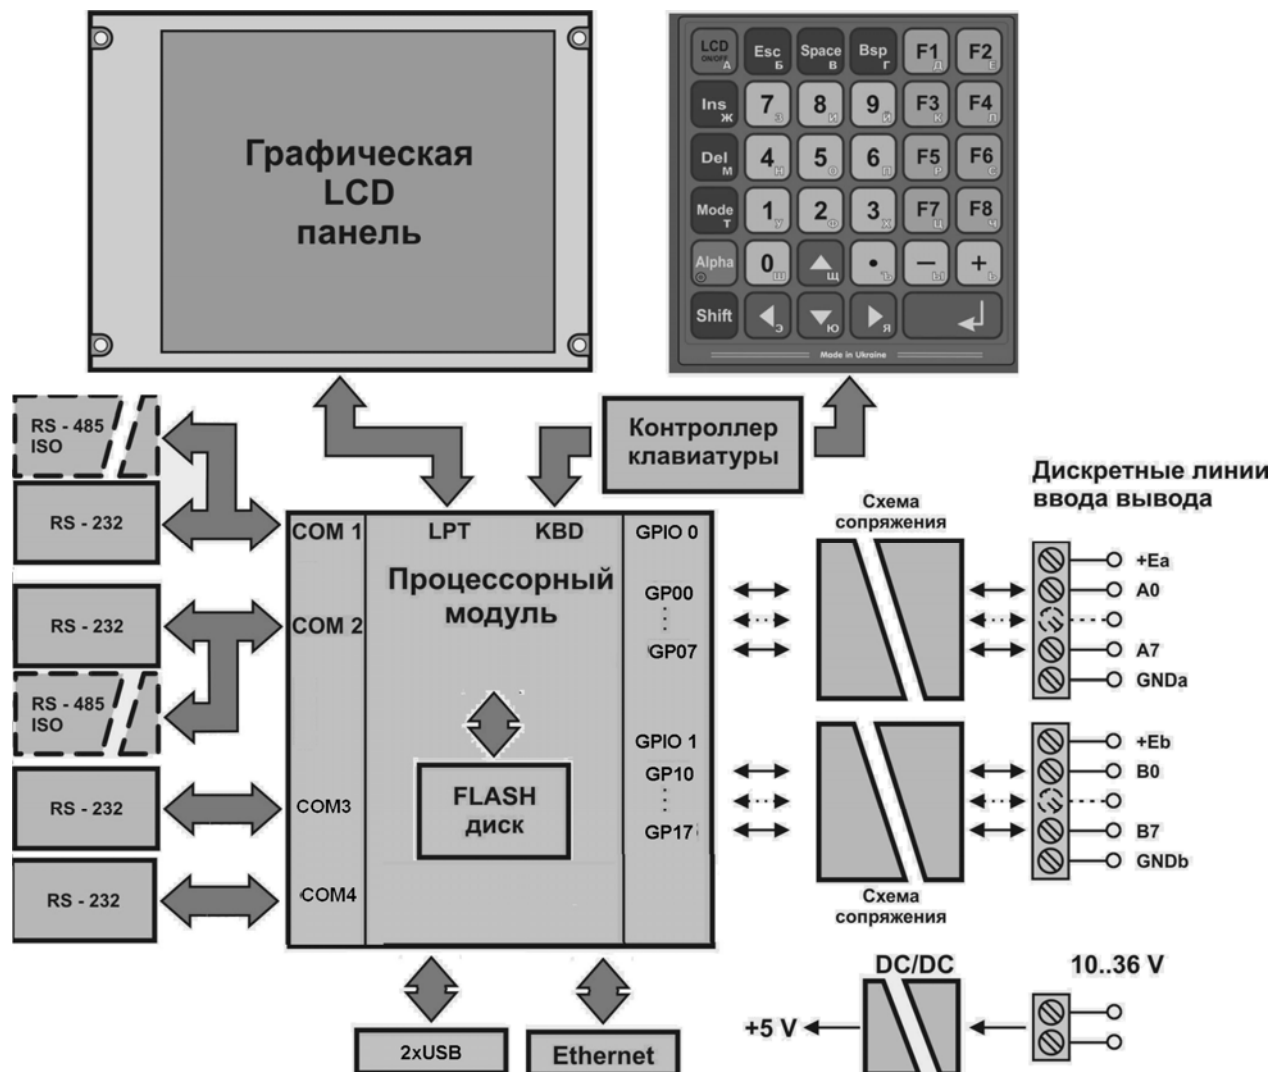 Графическая
LCD
панель
LCD
ON/OFF
А
Esc
Б
Space
В
Bsp
Г
F1
Д
F2
Е
Ins
Ж
7
З
8
И
9
Й
F3
К
F4
Л
Del
М
4
Н
5
О
6
П
F5
Р
F6
С
Mode
Т
1
У
2
Ф
3
Х
F7
Ц
F8
Ч
Alpha
0
Ш
Щ
•
Ъ
–
Ы
+
Ь
Shift
Э
Ю
Я
Made in Ukraine
RS - 485
ISO
RS - 232
Контроллер
клавиатуры
Дискретные линии
ввода вывода
Схема
сопряжения
COM 1
LPT
KBD
GPIO 0
Процессорный
модуль
GP00
GP07
+Ea
A0
A7
GNDa
RS - 232
COM 2
RS - 485
ISO
GPIO 1
GP10
GP17
+Eb
B0
B7
GNDb
FLASH
диск
RS - 232
COM3
RS - 232
COM4
Схема
сопряжения
DC/DC
10..36 V
+5 V
2xUSB
Ethernet